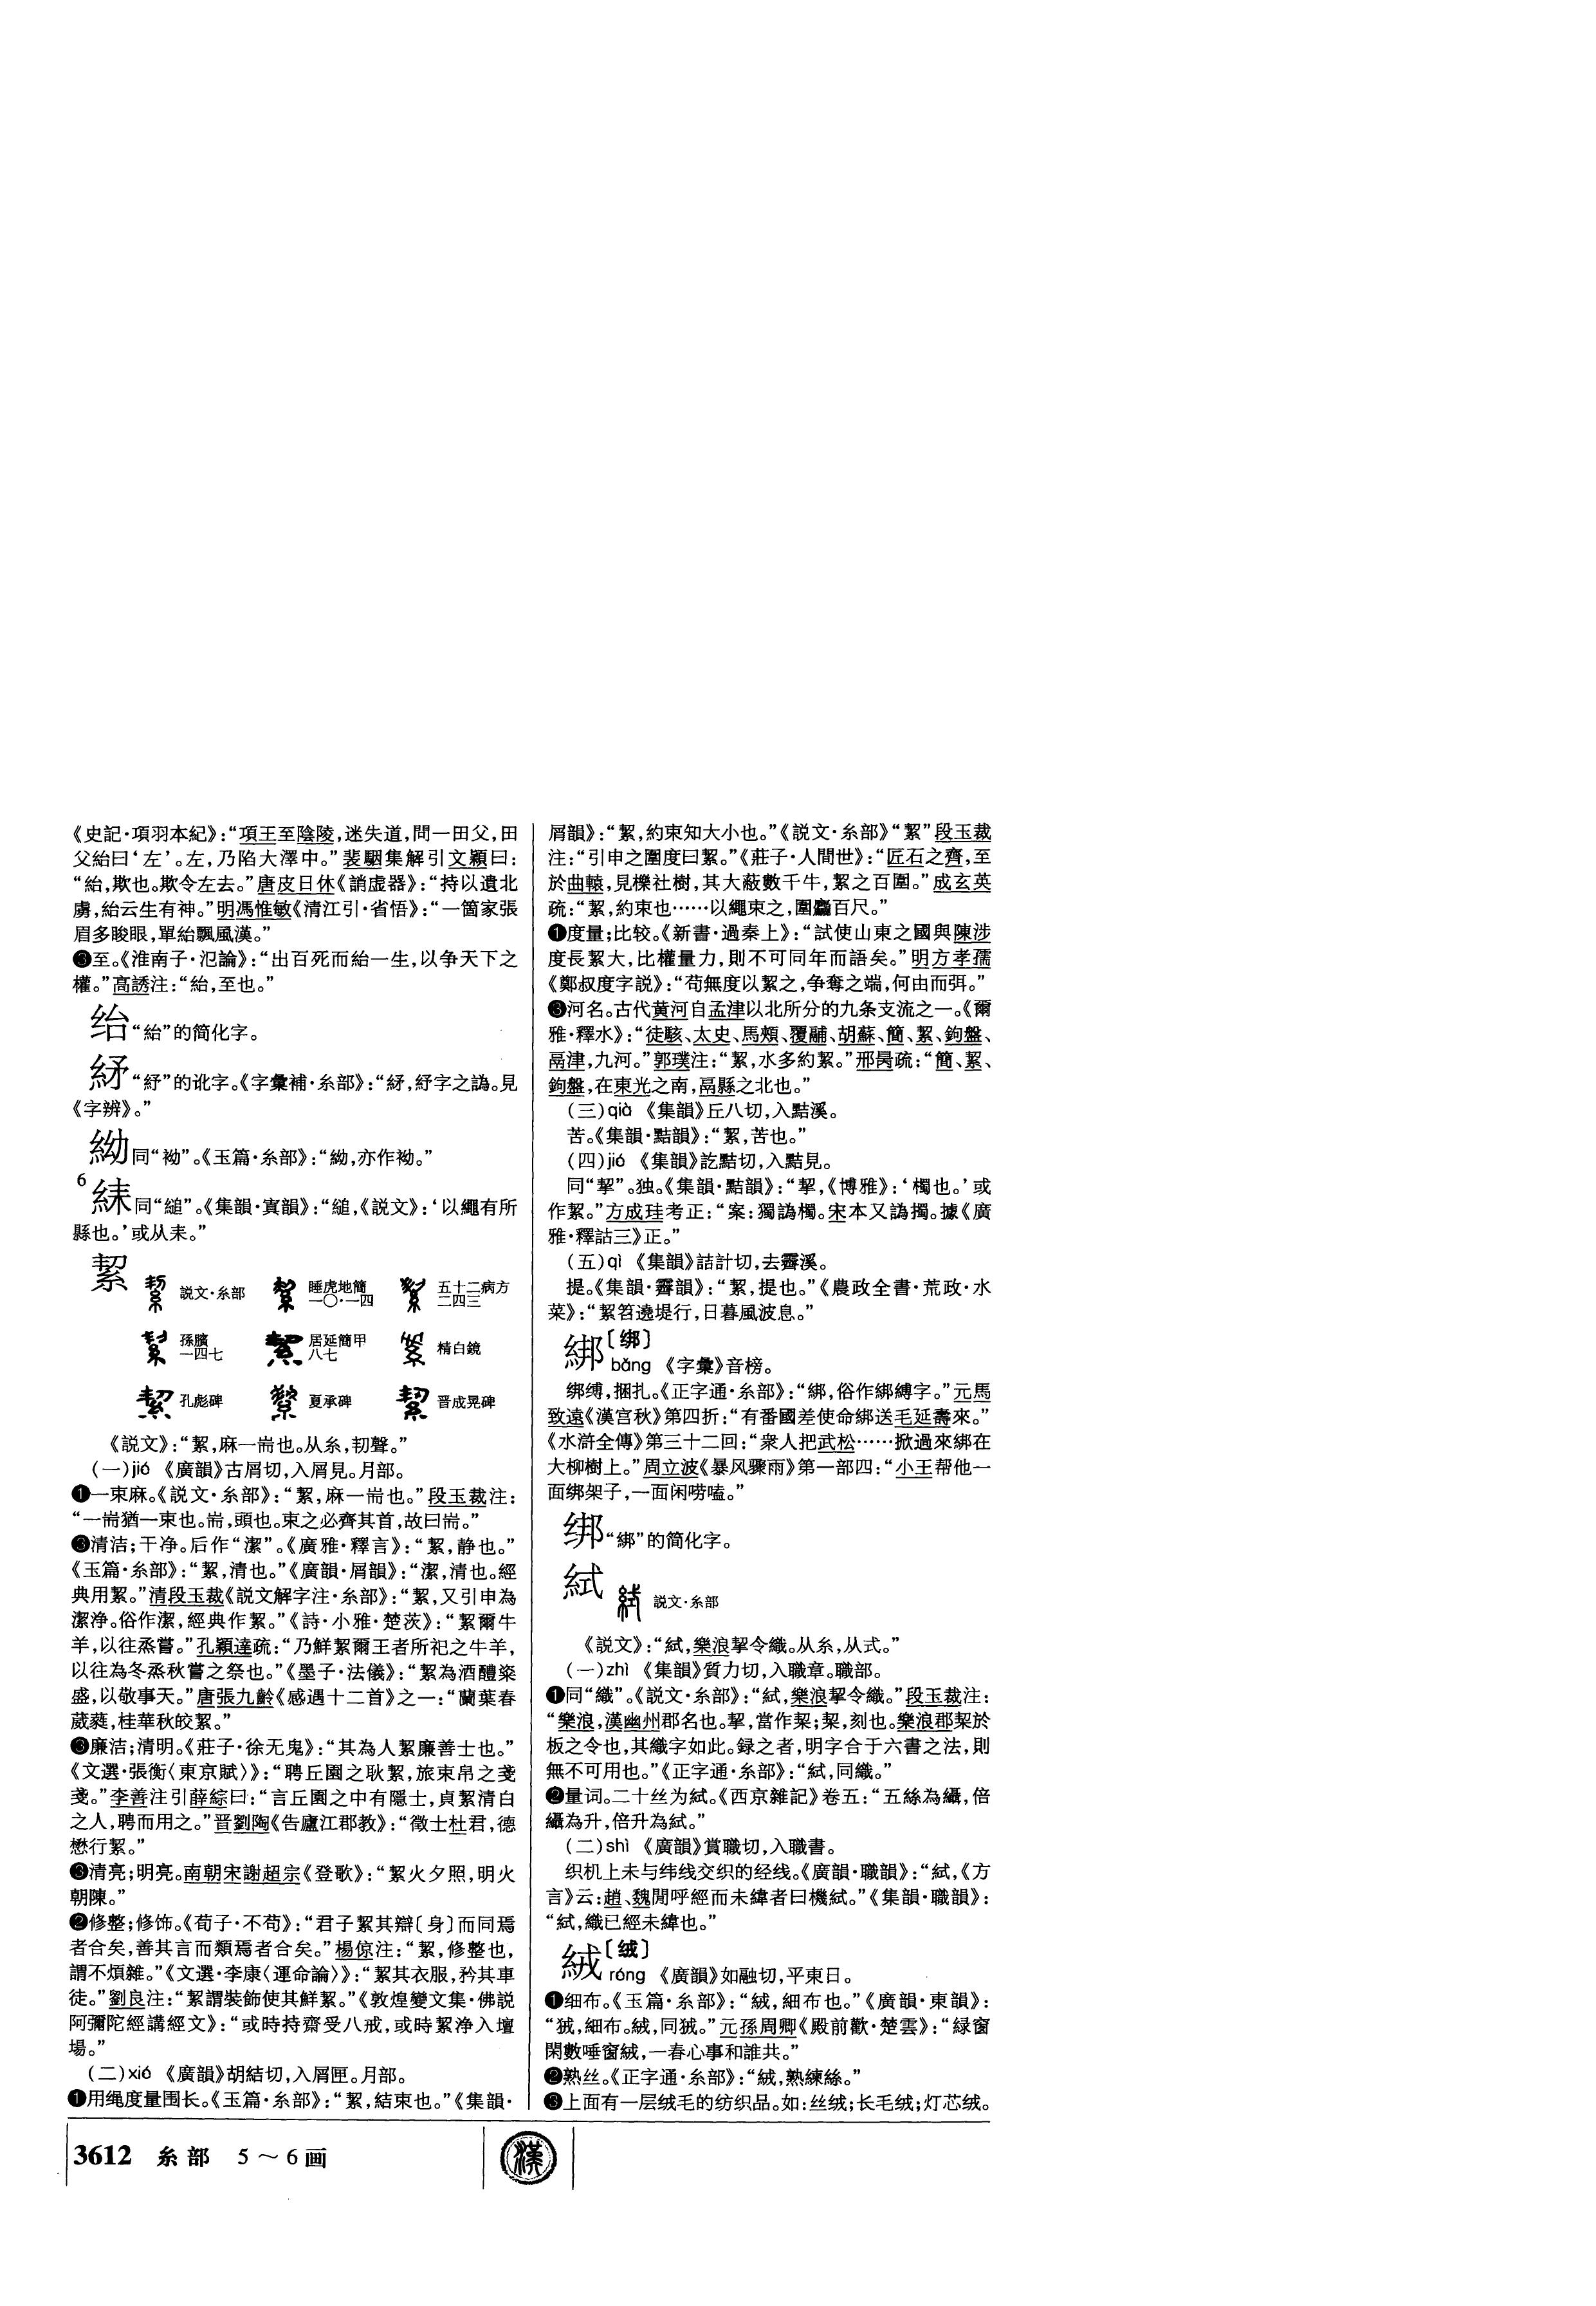 《史記·項羽本紀》：“項王至陰陵，迷失道，問一田父，田
父紿曰‘左’。左，乃陷大澤中。”裴駰集解引文穎曰：
“紿，欺也。欺令左去。”唐皮日休《誚虚器》：“持以遺北
虜，紿云生有神。”明馮惟敏《清江引·省悟》：“一箇家張
眉多睃眼，單紿飄風漢。”
❸至。《淮南子·氾論》：“出百死而紿一生，以争天下之
權。”高誘注：“紿，至也。”
绐“紿”的简化字。
“紓”的讹字。《字彙補·糸部》：“，紓字之譌。見
《字辨》。”
䋂同“袎”。《玉篇·糸部》：“䋂，亦作袎。”
6
䋐同“縋”。《集韻·寘韻》：“縋，《説文》：‘以繩有所
縣也。’或从耒。”
絜 説文·糸部 睡虎地簡一〇·一四 五十二病方二四三
孫臏一四七 居延簡甲八七 精白鏡
孔彪碑 夏承碑 晋成晃碑
《説文》：“絜，麻一耑也。从糸，㓞聲。”
（一）jié 《廣韻》古屑切，入屑見。月部。
❶一束麻。《説文·糸部》：“絜，麻一耑也。”段玉裁注：
“一耑猶一束也。耑，頭也。束之必齊其首，故曰耑。”
❸清洁；干净。后作“潔”。《廣雅·釋言》：“絜，静也。”
《玉篇·糸部》：“絜，清也。”《廣韻·屑韻》：“潔，清也。經
典用絜。”清段玉裁《説文解字注·糸部》：“絜，又引申為
潔净。俗作潔，經典作絜。”《詩·小雅·楚茨》：“絜爾牛
羊，以往烝嘗。”孔穎達疏：“乃鮮絜爾王者所祀之牛羊，
以往為冬烝秋嘗之祭也。”《墨子·法儀》：“絜為酒醴粢
盛，以敬事天。”唐張九齡《感遇十二首》之一：“蘭葉春
葳蕤，桂華秋皎絜。”
❸廉洁；清明。《莊子·徐无鬼》：“其為人絜廉善士也。”
《文選·張衡〈東京賦〉》：“聘丘園之耿絜，旅束帛之戔
戔。”李善注引薛綜曰：“言丘園之中有隱士，貞絜清白
之人，聘而用之。”晋劉陶《告廬江郡教》：“徵士杜君，德
懋行絜。”
❸清亮；明亮。南朝宋謝超宗《登歌》：“絜火夕照，明火
朝陳。”
❷修整；修饰。《荀子·不苟》：“君子絜其辯〔身〕而同焉
者合矣，善其言而類焉者合矣。”楊倞注：“絜，修整也，
謂不煩雜。”《文選·李康〈運命論〉》：“絜其衣服，矜其車
徒。”劉良注：“絜謂裝飾使其鮮絜。”《敦煌變文集·佛説
阿彌陀經講經文》：“或時持齋受八戒，或時絜净入壇
場。”
（二）xié 《廣韻》胡結切，入屑匣。月部。
❶用绳度量围长。《玉篇·糸部》：“絜，結束也。”《集韻·
屑韻》：“絜，約束知大小也。”《説文·糸部》“絜”段玉裁
注：“引申之圍度曰絜。”《莊子·人間世》：“匠石之齊，至
於曲轅，見櫟社樹，其大蔽數千牛，絜之百圍。”成玄英
疏：“絜，約束也……以繩束之，圍麤百尺。”
❶度量；比较。《新書·過秦上》：“試使山東之國與陳涉
度長絜大，比權量力，則不可同年而語矣。”明方孝孺
《鄭叔度字説》：“苟無度以絜之，争奪之端，何由而弭。”
❸河名。古代黄河自孟津以北所分的九条支流之一。《爾
雅·釋水》：“徒駭、太史、馬頰、覆鬴、胡蘇、簡、絜、鉤盤、
鬲津，九河。”郭璞注：“絜，水多約絜。”邢昺疏：“簡、絜、
鉤盤，在東光之南，鬲縣之北也。”
（三）qià 《集韻》丘八切，入黠溪。
苦。《集韻·黠韻》：“絜，苦也。”
（四）jié 《集韻》訖黠切，入黠見。
同“挈”。独。《集韻·黠韻》：“挈，《博雅》：‘㯮也。’或
作絜。”方成珪考正：“案：獨譌㯮。宋本又譌擉。據《廣
雅·釋詁三》正。”
（五）qì 《集韻》詰計切，去霽溪。
提。《集韻·霽韻》：“絜，提也。”《農政全書·荒政·水
菜》：“絜筥遶堤行，日暮風波息。”
綁〔绑〕
bǎng 《字彙》音榜。
绑缚，捆扎。《正字通·糸部》：“綁，俗作綁縛字。”元馬
致遠《漢宫秋》第四折：“有番國差使命綁送毛延壽來。”
《水滸全傳》第三十二回：“衆人把武松……掀過來綁在
大柳樹上。”周立波《暴风骤雨》第一部四：“小王帮他一
面绑架子，一面闲唠嗑。”
绑“綁”的简化字。
紌 説文·糸部
《説文》：“絘，樂浪挈令織。从糸，从式。”
（一）zhì 《集韻》質力切，入職章。職部。
❶同“織”。《説文·糸部》：“䋓，樂浪挈令織。”段玉裁注：
“樂浪，漢幽州郡名也。挈，當作栔；栔，刻也。樂浪郡栔於
板之令也，其織字如此。録之者，明字合于六書之法，則
無不可用也。”《正字通·糸部》：“䋓，同織。”
❷量词。二十丝为䋓。《西京雜記》卷五：“五絲為䌰，倍
䌰為升，倍升為䋓。”
（二）shì 《廣韻》賞職切，入職書。
织机上未与纬线交织的经线。《廣韻·職韻》：“䋓，《方
言》云：趙、魏閒呼經而未緯者曰機䋓。”《集韻·職韻》：
“䋓，織已經未緯也。”
絨〔绒〕
róng 《廣韻》如融切，平東日。
❶细布。《玉篇·糸部》：“絨，細布也。”《廣韻·東韻》：
“㲨，細布。絨，同㲨。”元孫周卿《殿前歡·楚雲》：“緑窗
閑數唾窗絨，一春心事和誰共。”
❷熟丝。《正字通·糸部》：“絨，熟練絲。”
❸上面有一层绒毛的纺织品。如：丝绒；长毛绒；灯芯绒。
3612 糸部 5～6画
漢